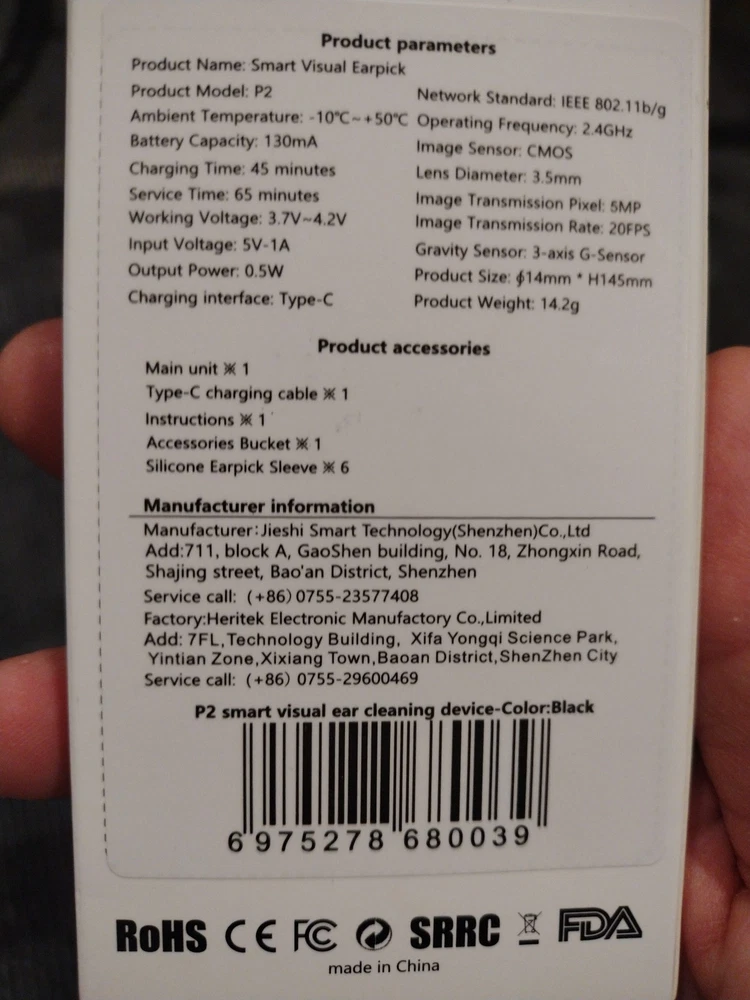 Product parameters
Product Name: Smart Visual Earpick
Product Model: P2
Ambient Temperature: -10℃~+50℃
Battery Capacity: 130mA
Charging Time: 45 minutes
Service Time: 65 minutes
Working Voltage: 3.7V~4.2V
Input Voltage: 5V-1A
Output Power: 0.5W
Charging interface: Type-C
Network Standard: IEEE 802.11b/g
Operating Frequency: 2.4GHz
Image Sensor: CMOS
Lens Diameter: 3.5mm
Image Transmission Pixel: 5MP
Image Transmission Rate: 20FPS
Gravity Sensor: 3-axis G-Sensor
Product Size: ϕ14mm * H145mm
Product Weight: 14.2g
Product accessories
Main unit ※ 1
Type-C charging cable ※ 1
Instructions ※ 1
Accessories Bucket ※ 1
Silicone Earpick Sleeve ※ 6
Manufacturer information
Manufacturer:Jieshi Smart Technology(Shenzhen)Co.,Ltd
Add:711, block A, GaoShen building, No. 18, Zhongxin Road,
Shajing street, Bao'an District, Shenzhen
Service call: (+86) 0755-23577408
Factory:Heritek Electronic Manufactory Co.,Limited
Add: 7FL,Technology Building, Xifa Yongqi Science Park,
Yintian Zone,Xixiang Town,Baoan District,ShenZhen City
Service call: (+86) 0755-29600469
P2 smart visual ear cleaning device-Color:Black
6 975278 680039
RoHS CE FC SRRC FDA
made in China